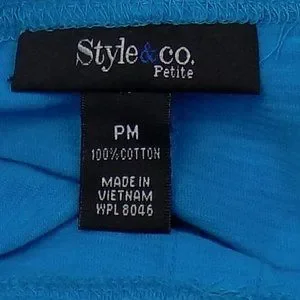 Style&co.
Petite
PM
100% COTTON
MADE IN
VIETNAM
WPL 8046